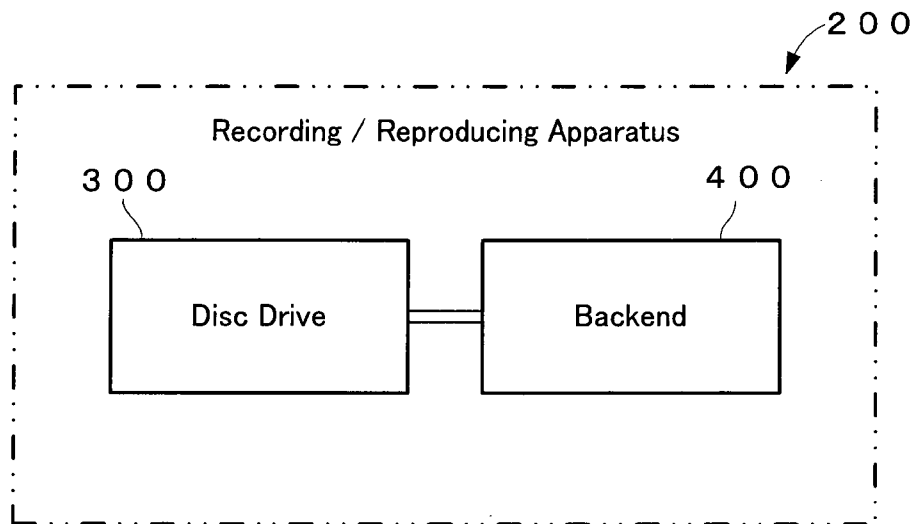 ２００
Recording / Reproducing Apparatus
３００
４００
Disc Drive
Backend